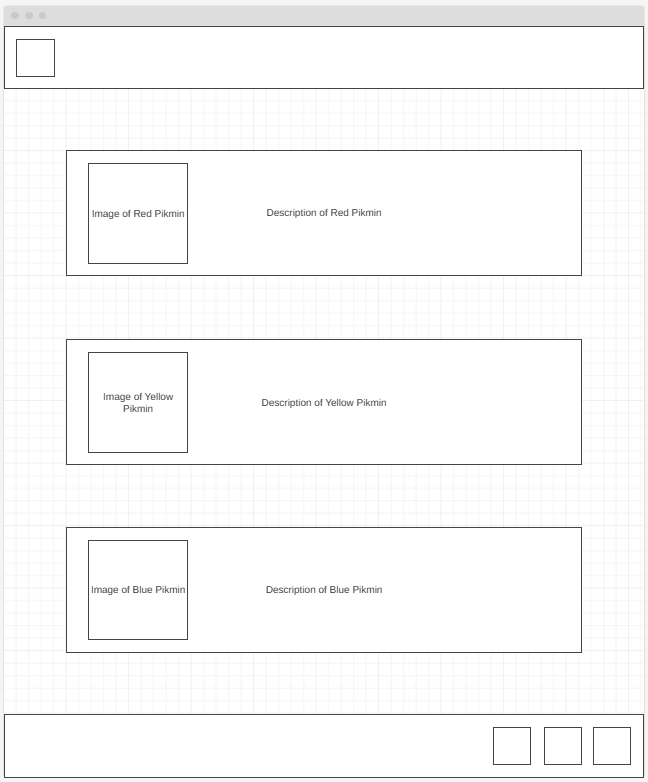 Image of Red Pikmin
Description of Red Pikmin
Image of Yellow
Pikmin
Description of Yellow Pikmin
Image of Blue Pikmin
Description of Blue Pikmin